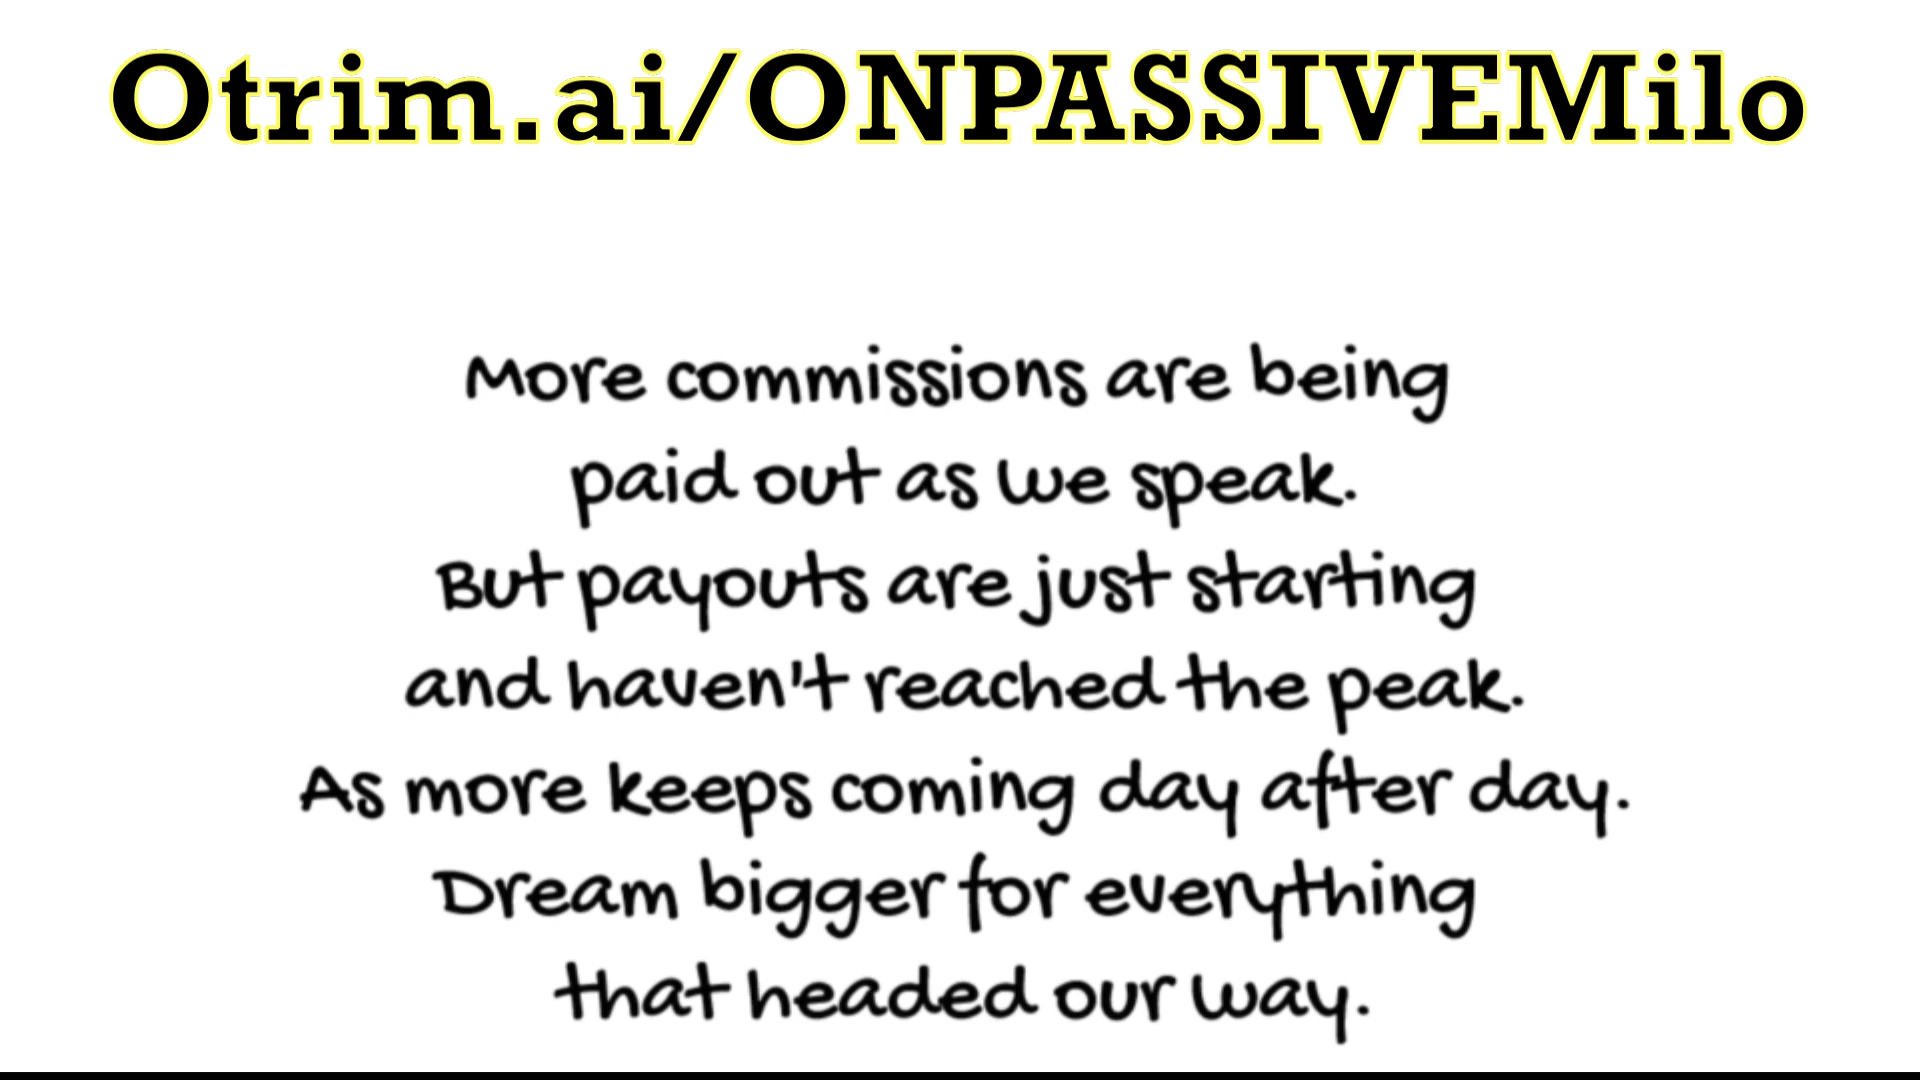 Otrim.ai/ONPASSIVEMilo
More commissions are being
paid out as we speak.
But payouts are just starting
and haven't reached the peak.
As more keeps coming day after day.
Dream bigger for everything
that headed our way.